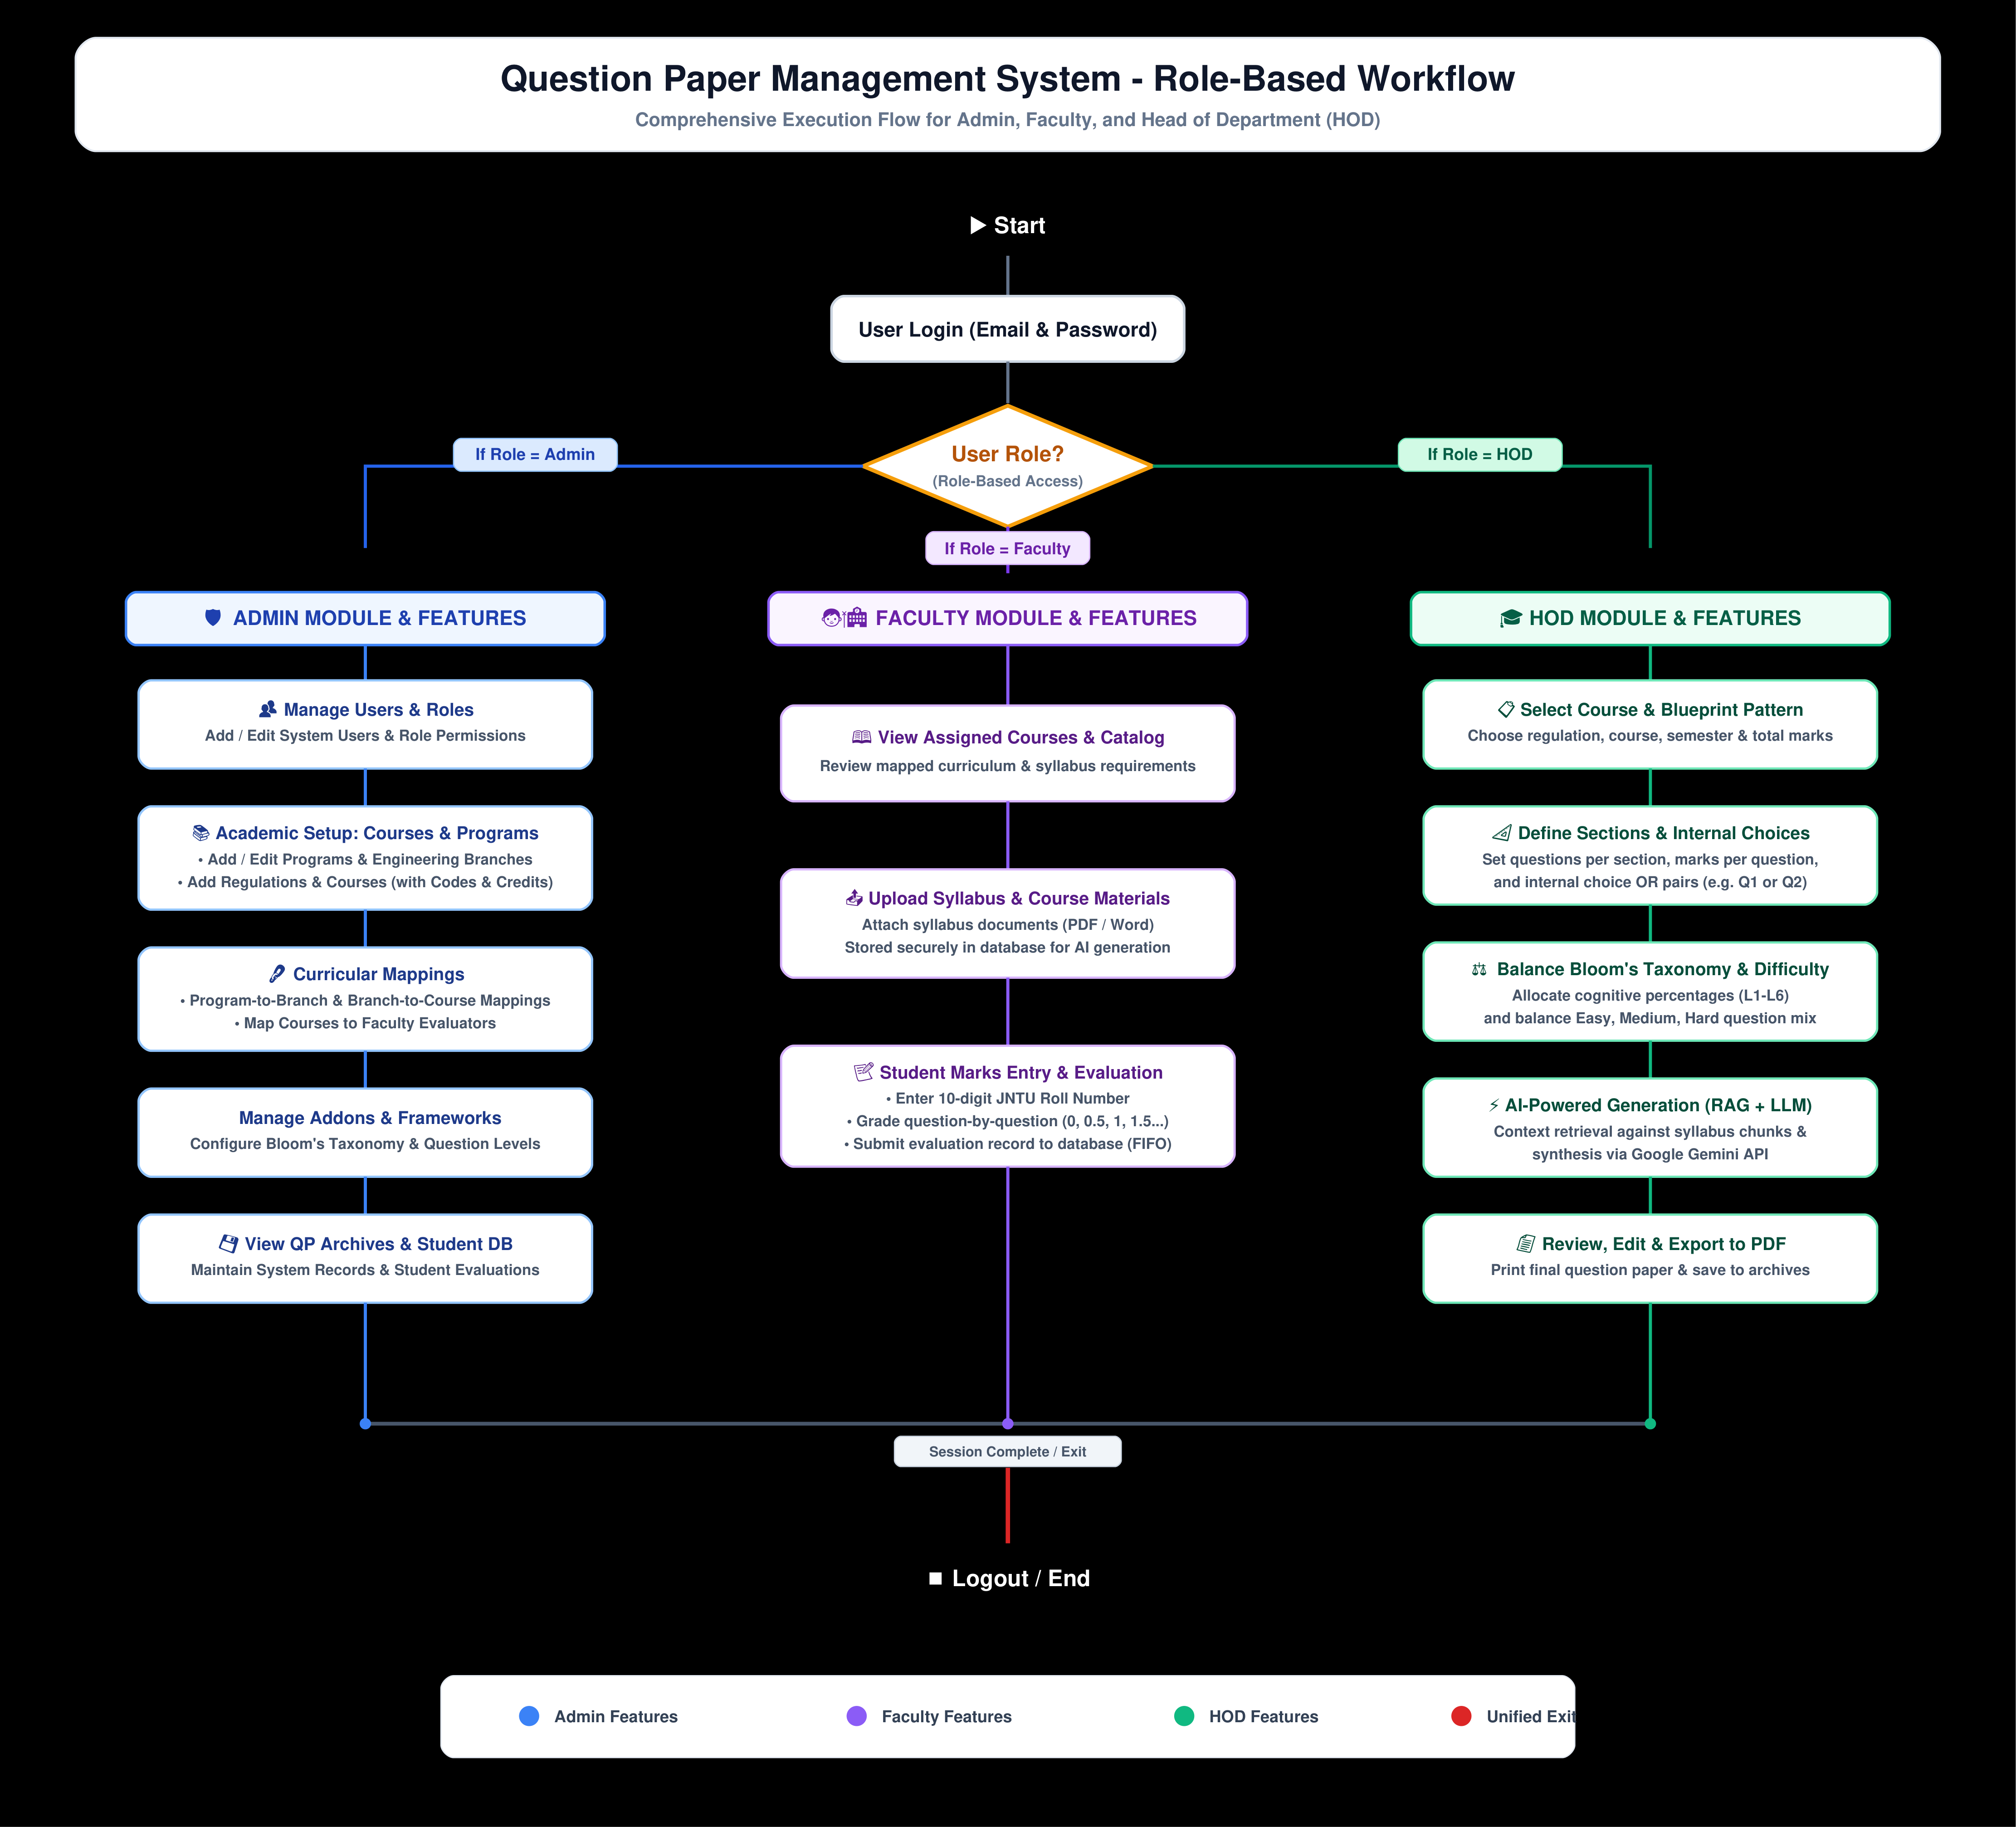 Question Paper Management System - Role-Based Workflow
Comprehensive Execution Flow for Admin, Faculty, and Head of Department (HOD)
▶ Start
User Login (Email & Password)
User Role?
(Role-Based Access)
If Role = Admin
If Role = HOD
If Role = Faculty
ADMIN MODULE & FEATURES
Manage Users & Roles
Add / Edit System Users & Role Permissions
Academic Setup: Courses & Programs
• Add / Edit Programs & Engineering Branches
• Add Regulations & Courses (with Codes & Credits)
Curricular Mappings
• Program-to-Branch & Branch-to-Course Mappings
• Map Courses to Faculty Evaluators
Manage Addons & Frameworks
Configure Bloom's Taxonomy & Question Levels
View QP Archives & Student DB
Maintain System Records & Student Evaluations
FACULTY MODULE & FEATURES
View Assigned Courses & Catalog
Review mapped curriculum & syllabus requirements
Upload Syllabus & Course Materials
Attach syllabus documents (PDF / Word)
Stored securely in database for AI generation
Student Marks Entry & Evaluation
• Enter 10-digit JNTU Roll Number
• Grade question-by-question (0, 0.5, 1, 1.5...)
• Submit evaluation record to database (FIFO)
HOD MODULE & FEATURES
Select Course & Blueprint Pattern
Choose regulation, course, semester & total marks
Define Sections & Internal Choices
Set questions per section, marks per question,
and internal choice OR pairs (e.g. Q1 or Q2)
Balance Bloom's Taxonomy & Difficulty
Allocate cognitive percentages (L1-L6)
and balance Easy, Medium, Hard question mix
⚡ AI-Powered Generation (RAG + LLM)
Context retrieval against syllabus chunks &
synthesis via Google Gemini API
Review, Edit & Export to PDF
Print final question paper & save to archives
Session Complete / Exit
■ Logout / End
Admin Features
Faculty Features
HOD Features
Unified Exit